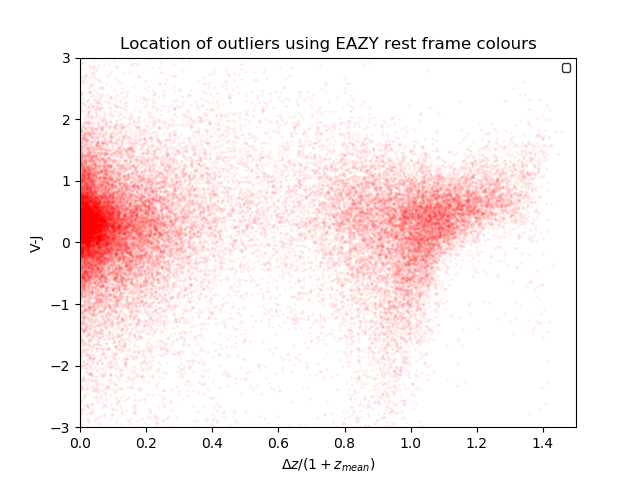 Location of outliers using EAZY rest frame colours
3
2
1
0
−1
−2
−3
V-J
0.0 0.2 0.4 0.6 0.8 1.0 1.2 1.4
Δz/(1 + z_mean)